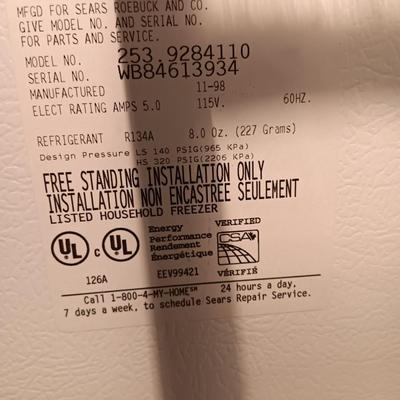 MFGD FOR SEARS ROEBUCK AND CO.
GIVE MODEL NO. AND SERIAL NO.
FOR PARTS AND SERVICE.
MODEL NO. 253.9284110
SERIAL NO. WB84613934
MANUFACTURED 11-98
ELECT RATING AMPS 5.0 115V. 60HZ.
REFRIGERANT R134A 8.0 Oz. (227 Grams)
Design Pressure LS 140 PSIG(965 KPa)
HS 320 PSIG(2206 KPa)
FREE STANDING INSTALLATION ONLY
INSTALLATION NON ENCASTREE SEULEMENT
LISTED HOUSEHOLD FREEZER
UL c UL
Energy Performance Rendement Énergétique
VERIFIED
CSA
VÉRIFIÉ
126A EEV99421
Call 1-800-4-MY-HOME℠ 24 hours a day,
7 days a week, to schedule Sears Repair Service.